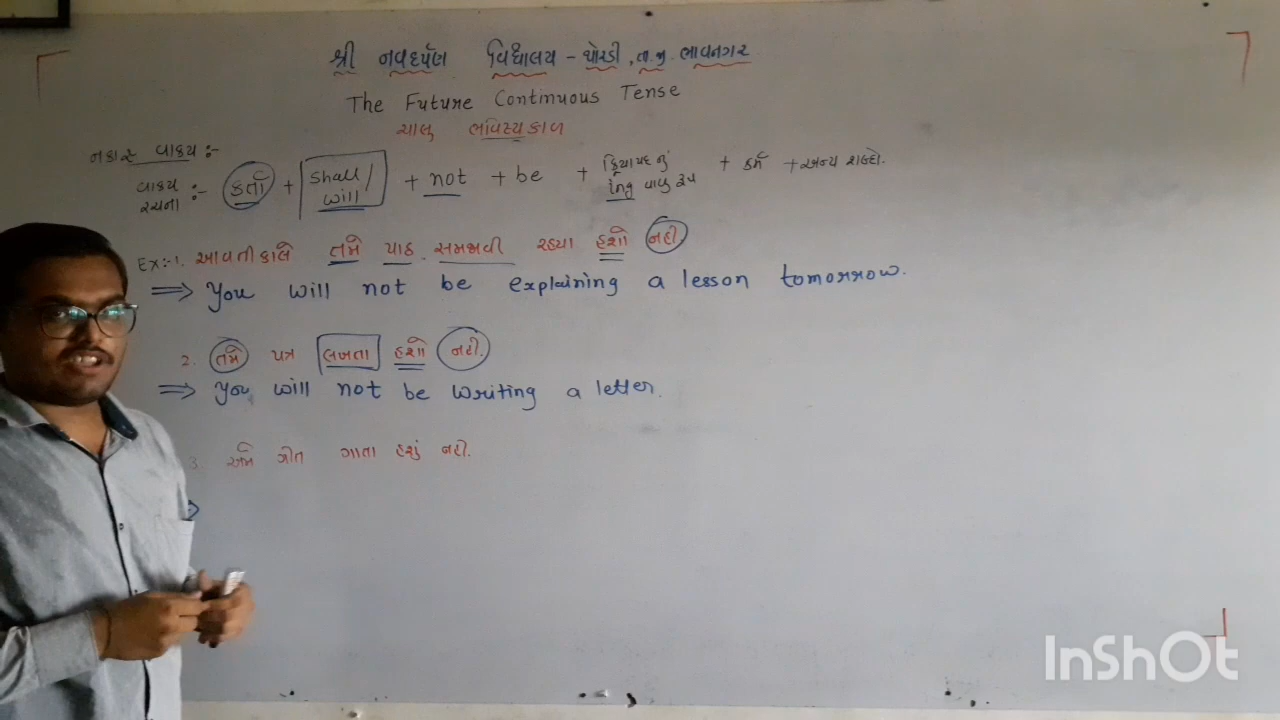 શ્રી નવદર્પણ વિદ્યાલય - થોરડી, તા.જી. ભાવનગર
The Future Continuous Tense
ચાલુ ભવિષ્યકાળ
નકાર વાક્ય :-
વાક્ય રચના :- કર્તા + shall / will + not + be + ક્રિયાપદ નું ing વાળુ રૂપ + કર્મ + અન્ય શબ્દો.
Ex:-1. આવતીકાલે તમે પાઠ સમજાવી રહ્યા હશો નહી.
⇒ You will not be explaining a lesson tomorrow.
2. તમે પત્ર લખતા હશો નહી.
⇒ You will not be writing a letter.
3 અમે ગીત ગાતા હશું નહી.
InShOt